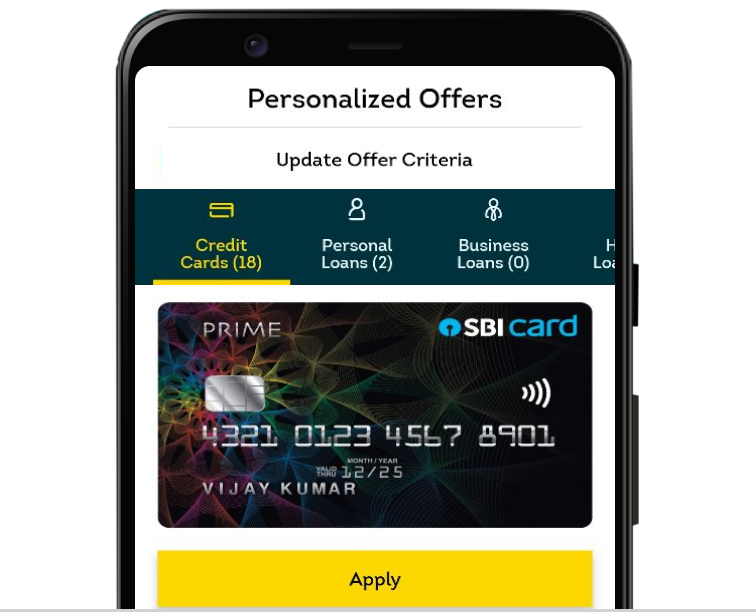 Personalized Offers
Update Offer Criteria
Credit
Cards (18)
Personal
Loans (2)
Business
Loans (0)
H
Loa
PRIME
SBI card
4321 0123 4567 8901
MONTH/YEAR
VALID
THRU
12/25
VIJAY KUMAR
Apply